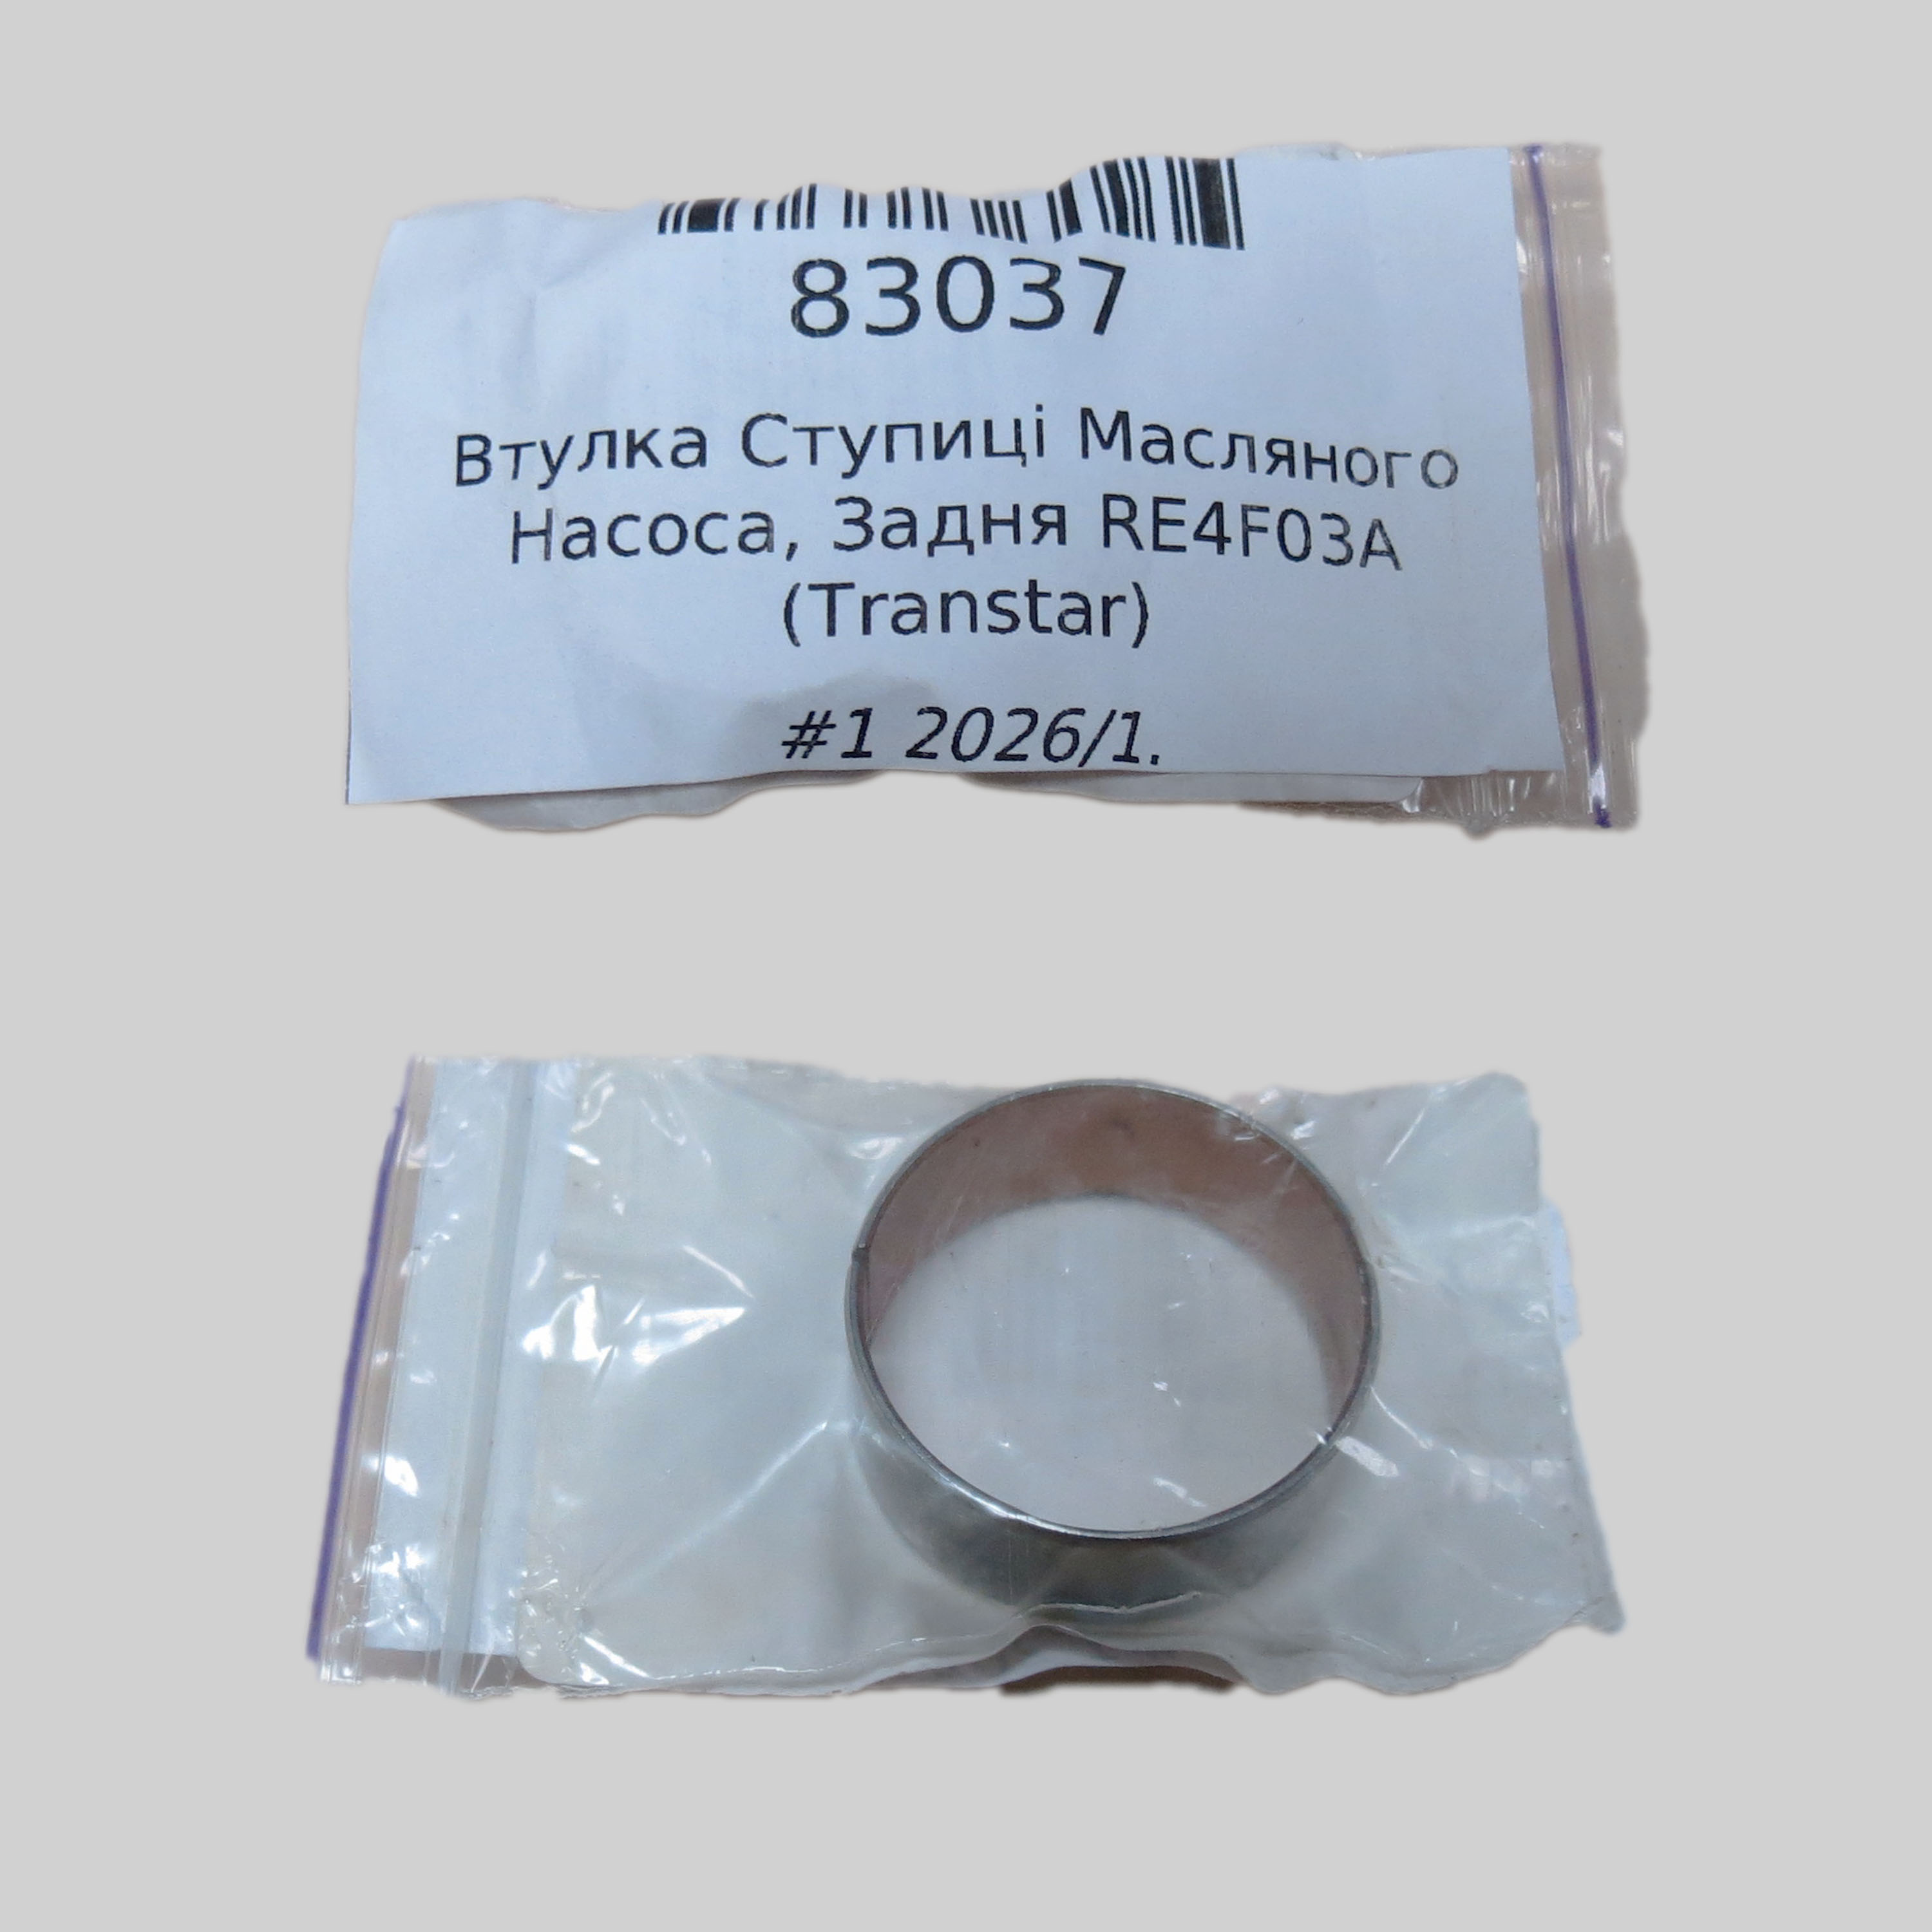 83037
Втулка Ступиці Масляного
Насоса, Задня RE4F03A
(Transtar)
#1 2026/1.